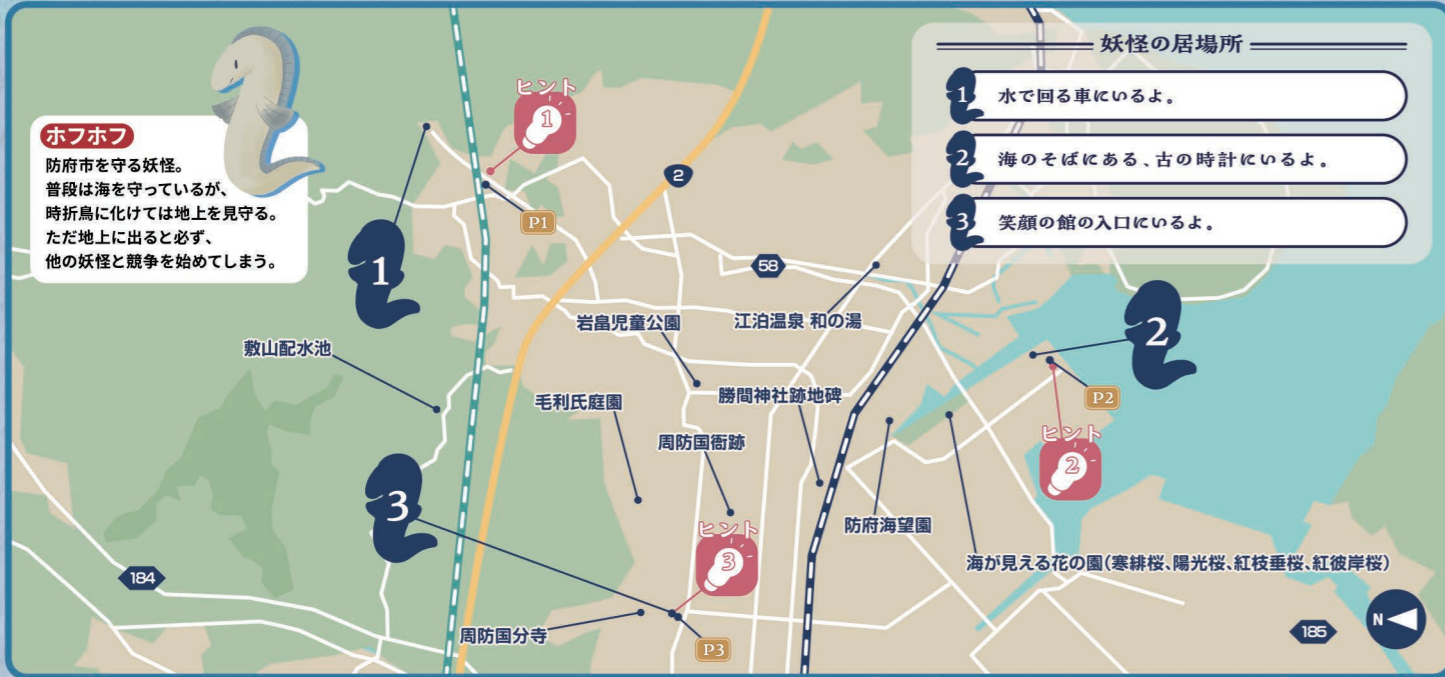 ホフホフ
防府市を守る妖怪。
普段は海を守っているが、
時折鳥に化けては地上を見守る。
ただ地上に出ると必ず、
他の妖怪と競争を始めてしまう。
妖怪の居場所
1 水で回る車にいるよ。
2 海のそばにある、古の時計にいるよ。
3 笑顔の館の入口にいるよ。
ヒント
1
P1
2
58
1
岩畠児童公園
江泊温泉 和の湯
敷山配水池
2
毛利氏庭園
勝間神社跡地碑
P2
周防国衙跡
ヒント
2
3
防府海望園
ヒント
3
海が見える花の園(寒緋桜、陽光桜、紅枝垂桜、紅彼岸桜)
184
周防国分寺
P3
185
N